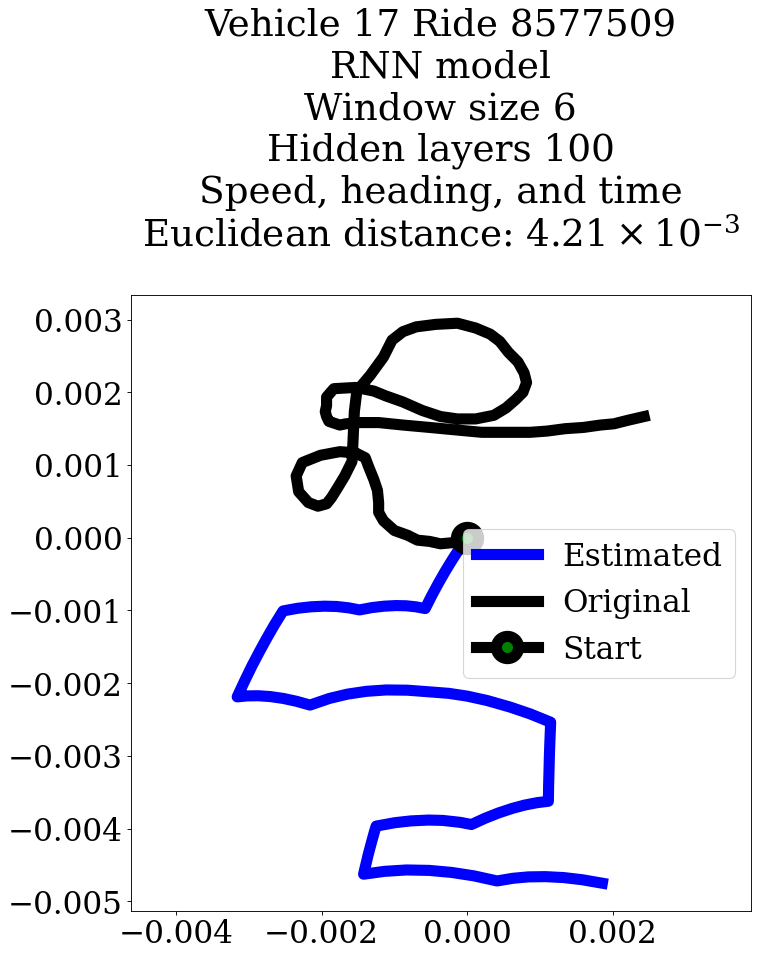 Vehicle 17 Ride 8577509
RNN model
Window size 6
Hidden layers 100
Speed, heading, and time
Euclidean distance: 4.21 × 10⁻³
0.003
0.002
0.001
0.000
−0.001
−0.002
−0.003
−0.004
−0.005
Estimated
Original
Start
−0.004 −0.002 0.000 0.002